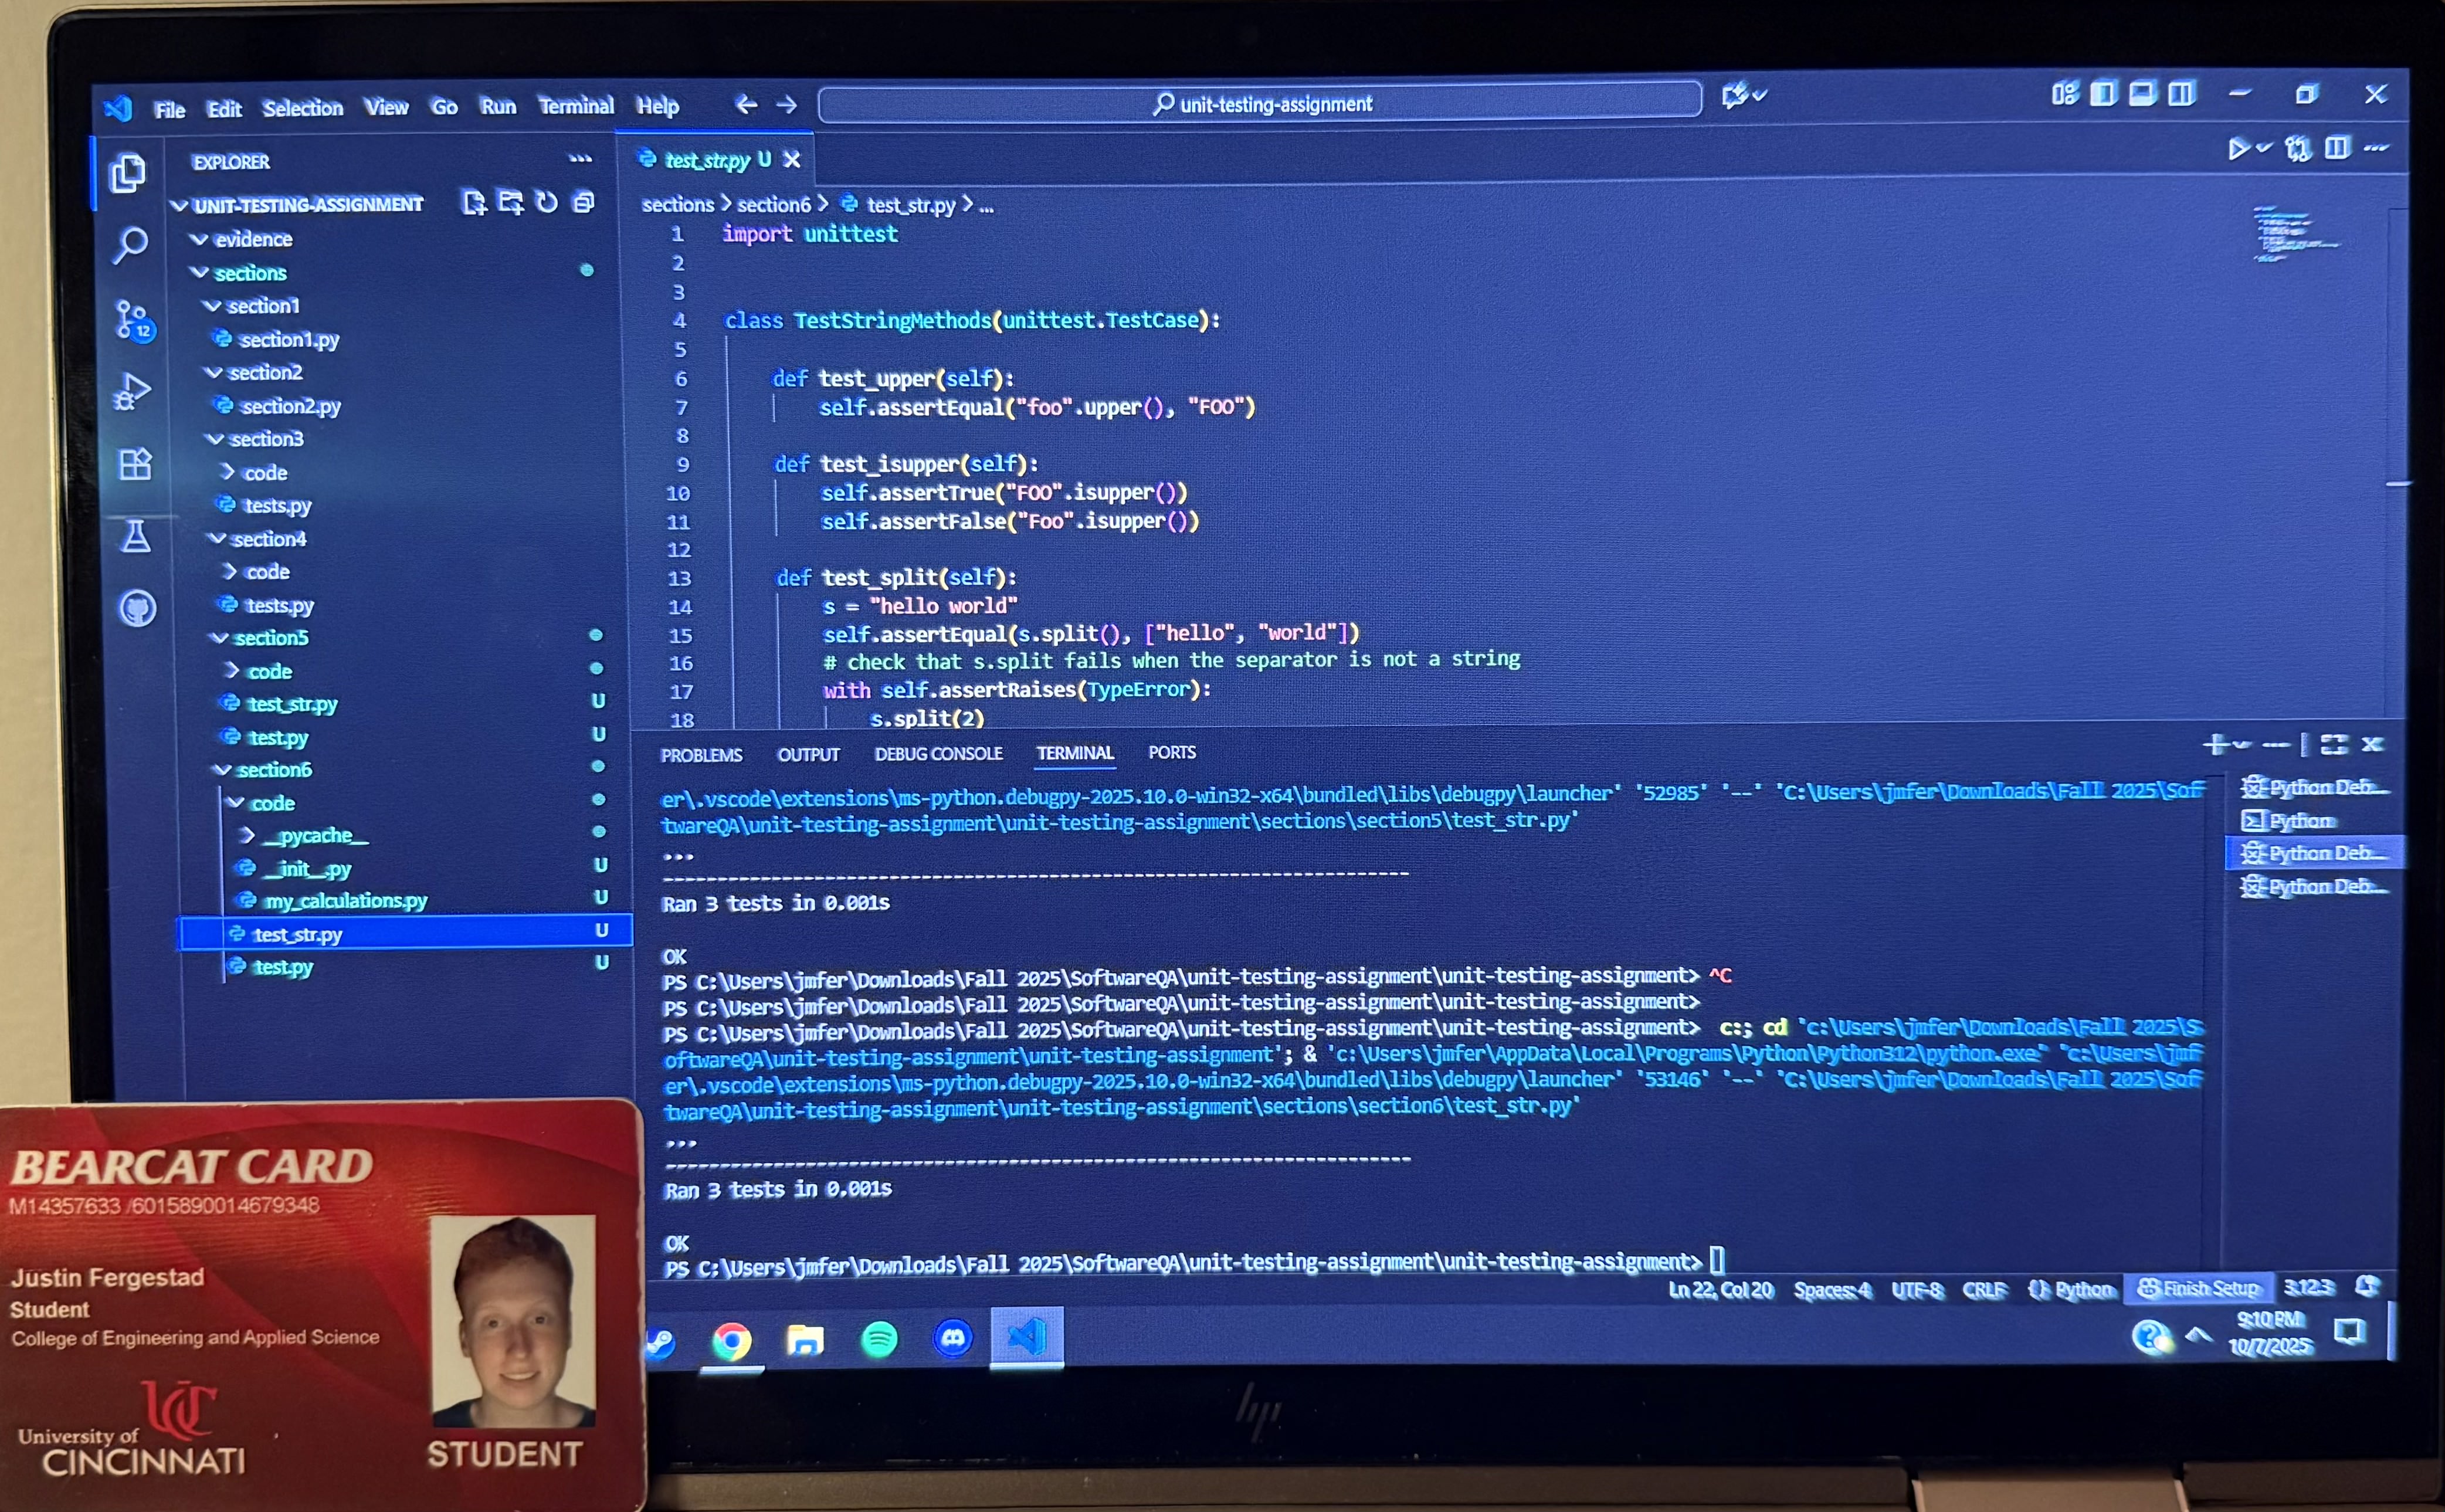 File Edit Selection View Go Run Terminal Help
unit-testing-assignment
EXPLORER
UNIT-TESTING-ASSIGNMENT
evidence
sections
section1
section1.py
section2
section2.py
section3
code
tests.py
section4
code
tests.py
section5
code
test_str.py U
test.py U
section6
code
__pycache__
__init__.py U
my_calculations.py U
test_str.py U
test.py U
12
test_str.py U
sections > section6 > test_str.py > ...
1 import unittest
2
3
4 class TestStringMethods(unittest.TestCase):
5
6 def test_upper(self):
7 self.assertEqual("foo".upper(), "FOO")
8
9 def test_isupper(self):
10 self.assertTrue("FOO".isupper())
11 self.assertFalse("Foo".isupper())
12
13 def test_split(self):
14 s = "hello world"
15 self.assertEqual(s.split(), ["hello", "world"])
16 # check that s.split fails when the separator is not a string
17 with self.assertRaises(TypeError):
18 s.split(2)
PROBLEMS OUTPUT DEBUG CONSOLE TERMINAL PORTS
er\.vscode\extensions\ms-python.debugpy-2025.10.0-win32-x64\bundled\libs\debugpy\launcher' '52985' '--' 'C:\Users\jmfer\Downloads\Fall 2025\Sof
twareQA\unit-testing-assignment\unit-testing-assignment\sections\section5\test_str.py'
...
----------------------------------------------------------------------
Ran 3 tests in 0.001s
OK
PS C:\Users\jmfer\Downloads\Fall 2025\SoftwareQA\unit-testing-assignment\unit-testing-assignment> ^C
PS C:\Users\jmfer\Downloads\Fall 2025\SoftwareQA\unit-testing-assignment\unit-testing-assignment>
PS C:\Users\jmfer\Downloads\Fall 2025\SoftwareQA\unit-testing-assignment\unit-testing-assignment> c:; cd 'c:\Users\jmfer\Downloads\Fall 2025\S
oftwareQA\unit-testing-assignment\unit-testing-assignment'; & 'c:\Users\jmfer\AppData\Local\Programs\Python\Python312\python.exe' 'c:\Users\jmf
er\.vscode\extensions\ms-python.debugpy-2025.10.0-win32-x64\bundled\libs\debugpy\launcher' '53146' '--' 'C:\Users\jmfer\Downloads\Fall 2025\Sof
twareQA\unit-testing-assignment\unit-testing-assignment\sections\section6\test_str.py'
...
----------------------------------------------------------------------
Ran 3 tests in 0.001s
OK
PS C:\Users\jmfer\Downloads\Fall 2025\SoftwareQA\unit-testing-assignment\unit-testing-assignment>
Python Deb...
Python
Python Deb...
Python Deb...
Ln 22, Col 20 Spaces: 4 UTF-8 CRLF {} Python Finish Setup 3.12.3
9:10 PM
10/7/2025
hp
BEARCAT CARD
M14357633 /6015890014679348
Justin Fergestad
Student
College of Engineering and Applied Science
UC
University of
CINCINNATI
STUDENT